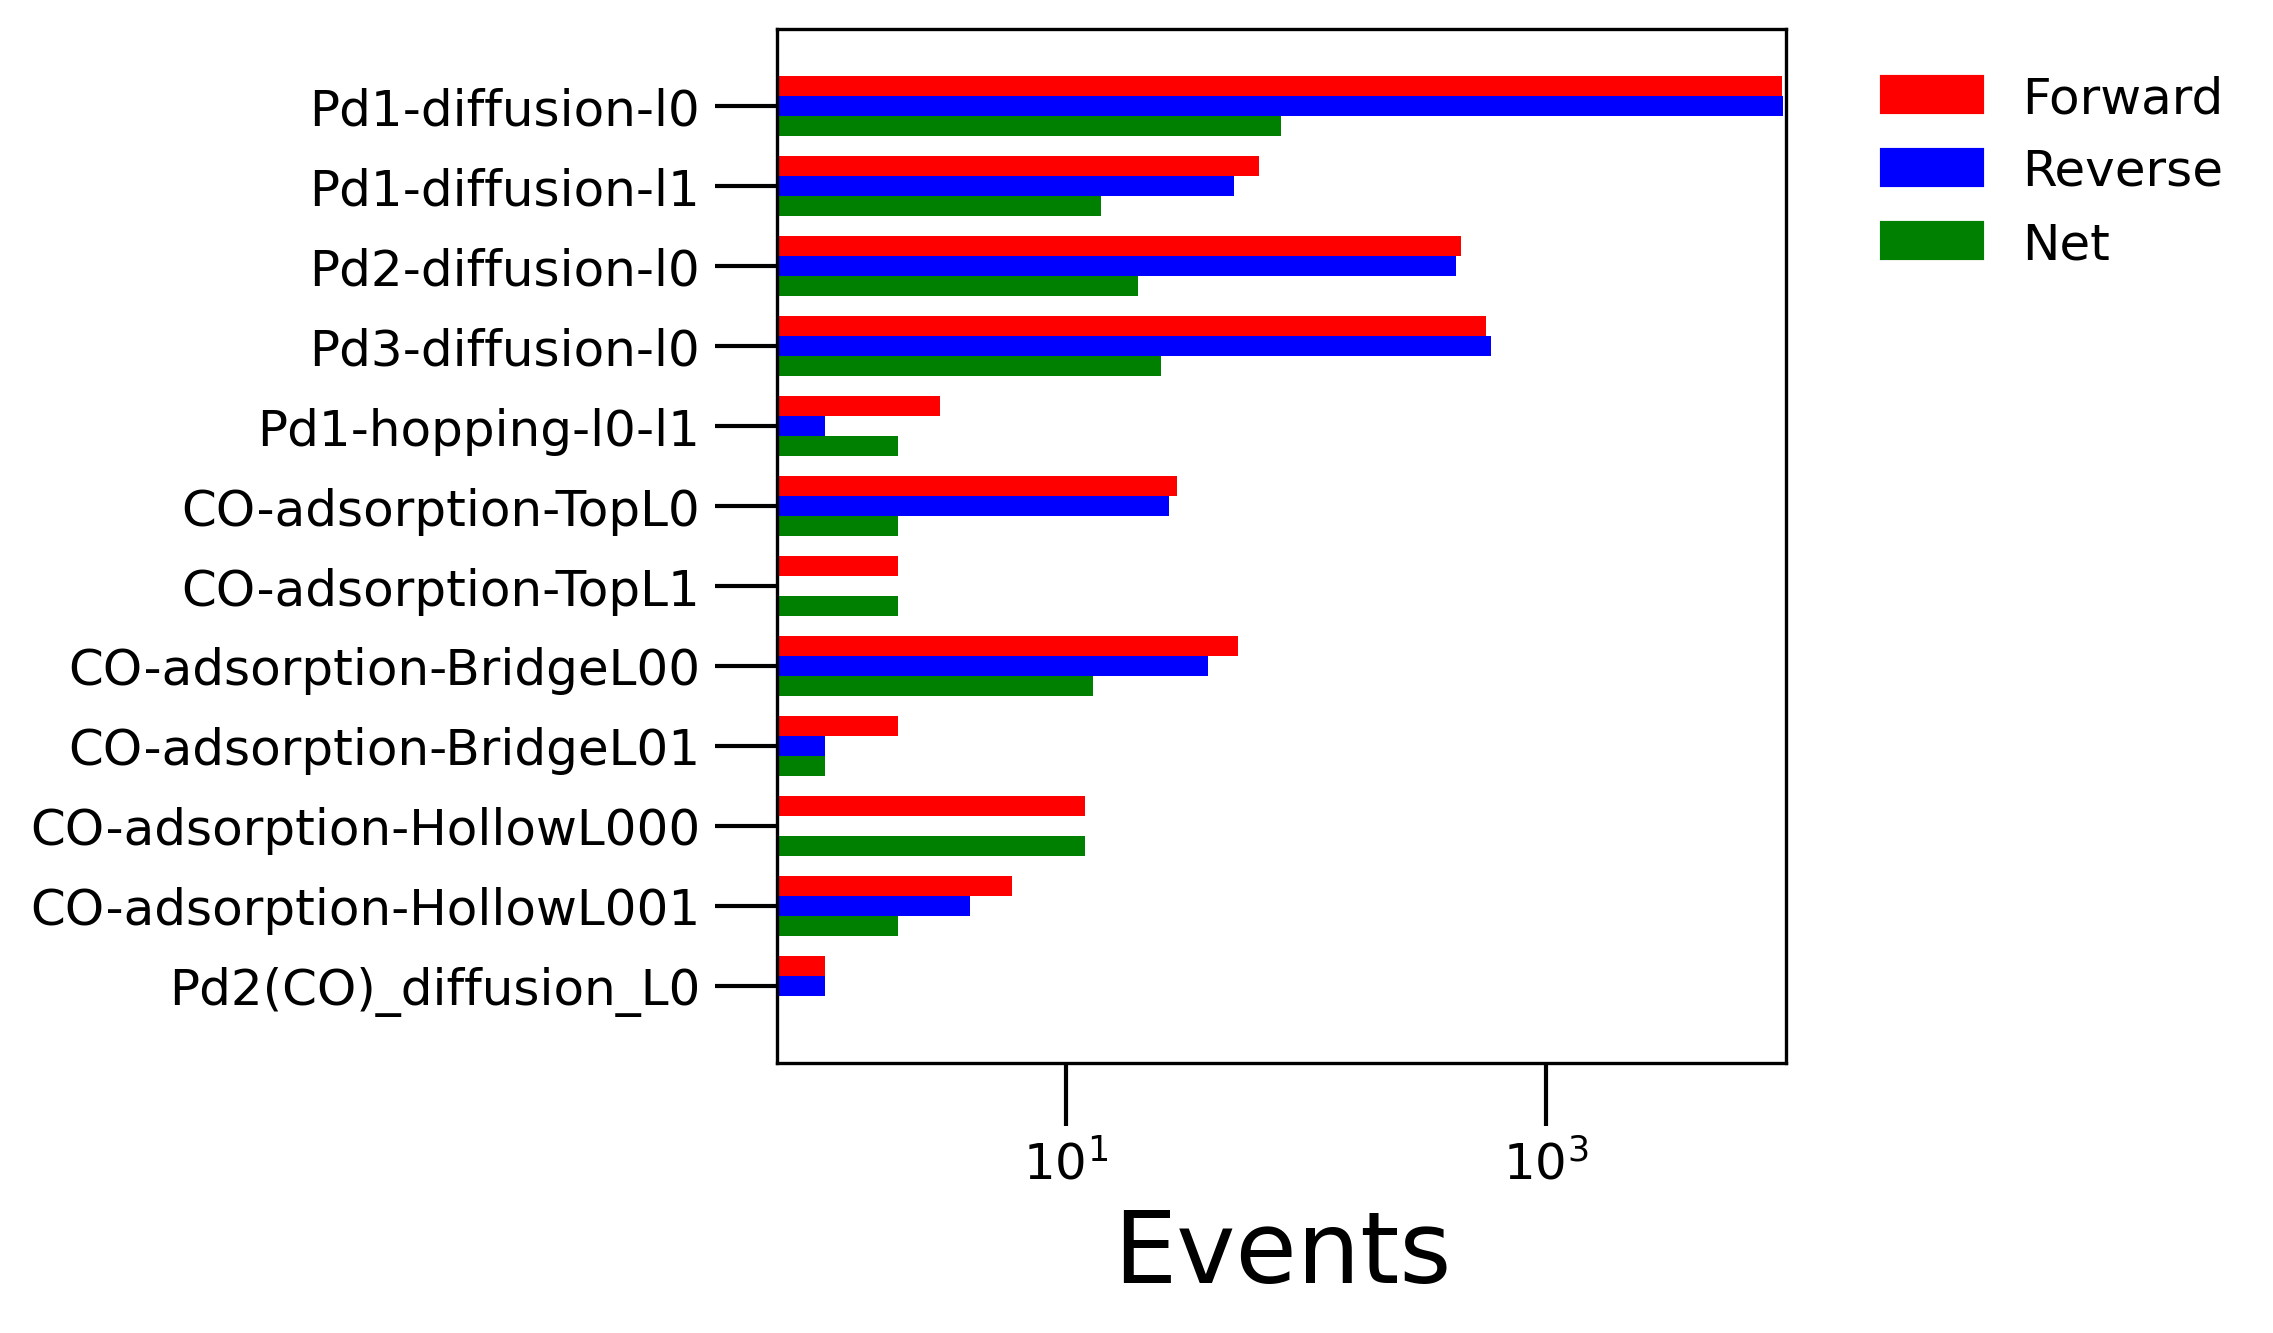 Pd1-diffusion-l0
Pd1-diffusion-l1
Pd2-diffusion-l0
Pd3-diffusion-l0
Pd1-hopping-l0-l1
CO-adsorption-TopL0
CO-adsorption-TopL1
CO-adsorption-BridgeL00
CO-adsorption-BridgeL01
CO-adsorption-HollowL000
CO-adsorption-HollowL001
Pd2(CO)_diffusion_L0
10¹ 10³
Events
Forward
Reverse
Net